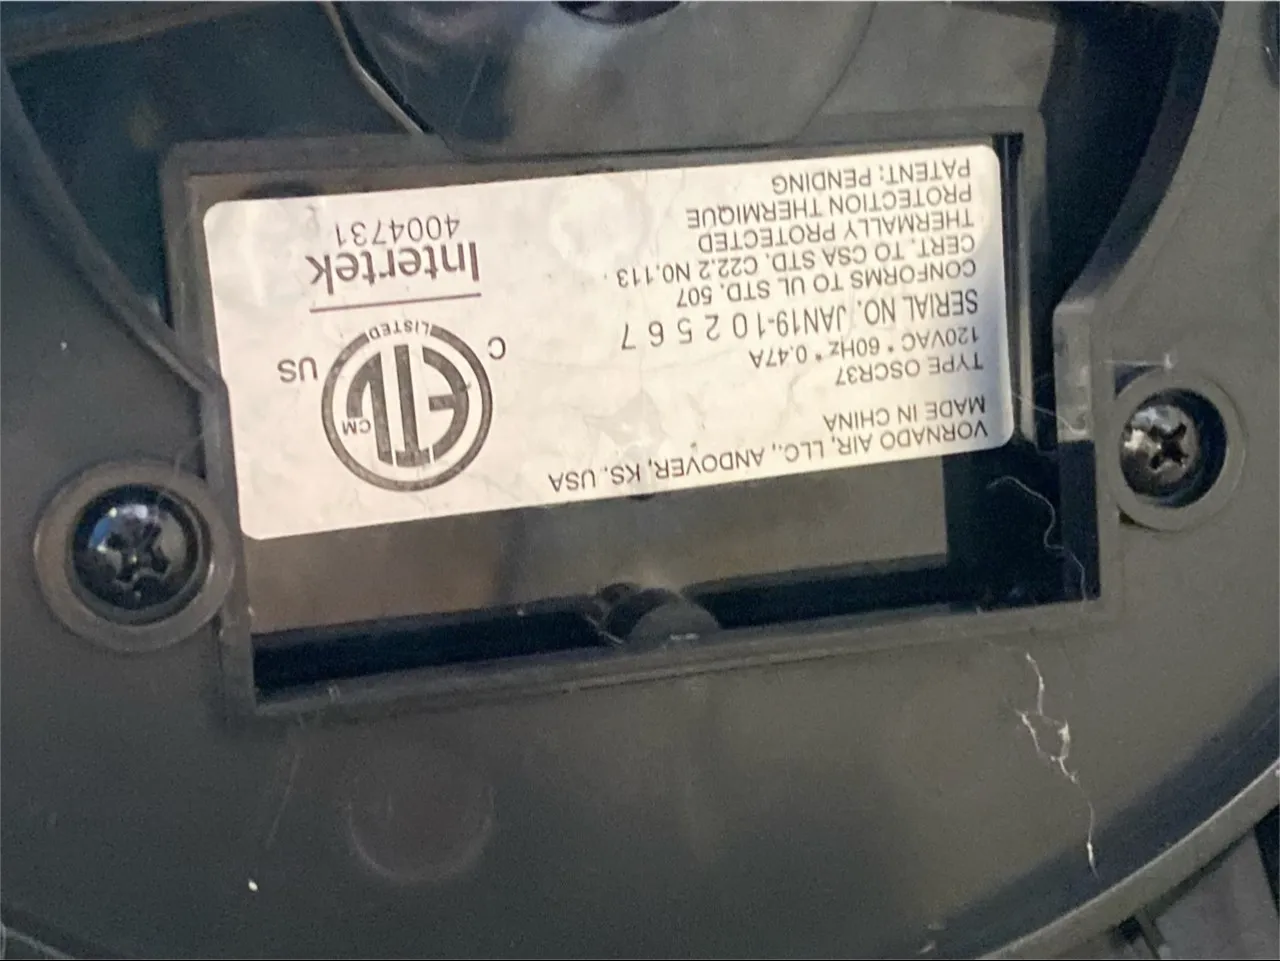 VORNADO AIR, LLC., ANDOVER, KS. USA
MADE IN CHINA
TYPE OSCR37
120VAC * 60Hz * 0.47A
SERIAL NO. JAN19-10 2 5 6 7
CONFORMS TO UL STD. 507
CERT. TO CSA STD. C22.2 NO.113
THERMALLY PROTECTED
PROTECTION THERMIQUE
PATENT: PENDING
CM
ETL
LISTED
C
US
Intertek
4004731